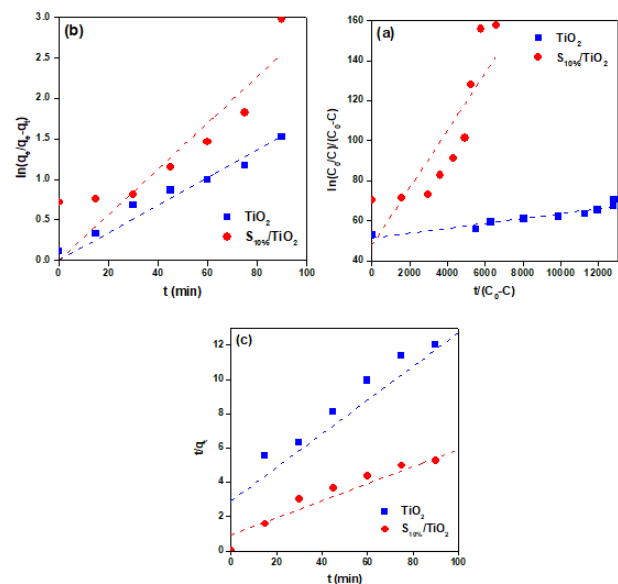 (b)
3.0
2.5
2.0
1.5
1.0
0.5
0.0
ln(qₑ/qₑ-qₜ)
TiO₂
S₁₀%/TiO₂
0 20 40 60 80 100
t (min)
(a)
160
140
120
100
80
60
40
ln(C₀/C)/(C₀-C)
TiO₂
S₁₀%/TiO₂
0 2000 4000 6000 8000 10000 12000
t/(C₀-C)
(c)
12
10
8
6
4
2
0
t/qₜ
TiO₂
S₁₀%/TiO₂
0 20 40 60 80 100
t (min)